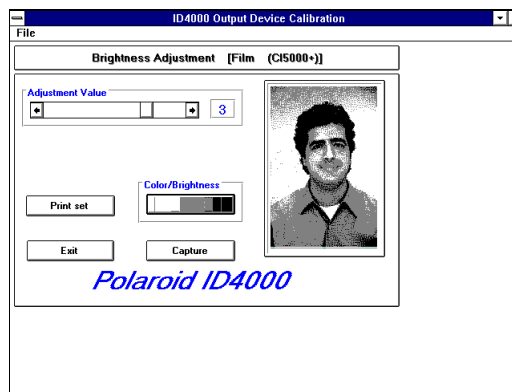 ID4000 Output Device Calibration
File
Brightness Adjustment [Film (CI5000+)]
Adjustment Value
3
Color/Brightness
Print set
Exit
Capture
Polaroid ID4000